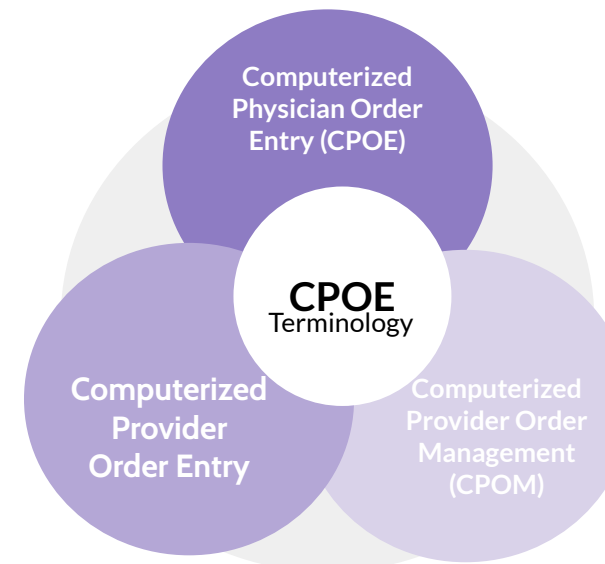 Computerized
Physician Order
Entry (CPOE)
CPOE
Terminology
Computerized
Provider
Order Entry
Computerized
Provider Order
Management
(CPOM)